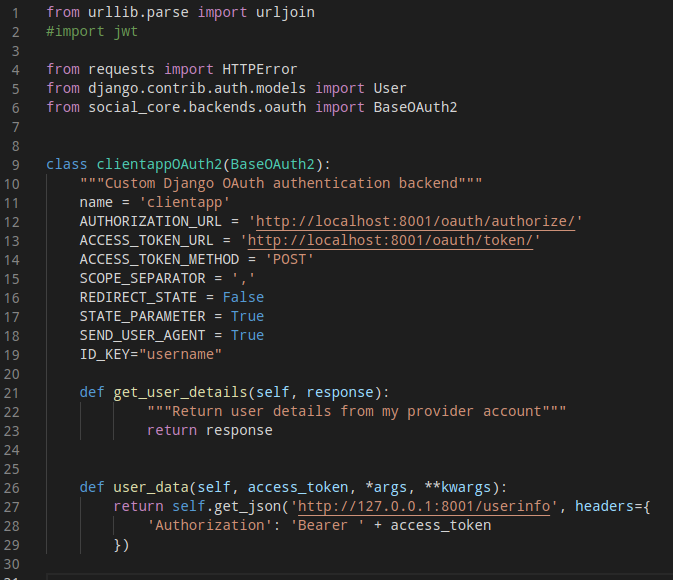 1 from urllib.parse import urljoin
2 #import jwt
3
4 from requests import HTTPError
5 from django.contrib.auth.models import User
6 from social_core.backends.oauth import BaseOAuth2
7
8
9 class clientappOAuth2(BaseOAuth2):
10     """Custom Django OAuth authentication backend"""
11     name = 'clientapp'
12     AUTHORIZATION_URL = 'http://localhost:8001/oauth/authorize/'
13     ACCESS_TOKEN_URL = 'http://localhost:8001/oauth/token/'
14     ACCESS_TOKEN_METHOD = 'POST'
15     SCOPE_SEPARATOR = ','
16     REDIRECT_STATE = False
17     STATE_PARAMETER = True
18     SEND_USER_AGENT = True
19     ID_KEY="username"
20
21     def get_user_details(self, response):
22             """Return user details from my provider account"""
23             return response
24
25
26     def user_data(self, access_token, *args, **kwargs):
27         return self.get_json('http://127.0.0.1:8001/userinfo', headers={
28             'Authorization': 'Bearer ' + access_token
29         })
30